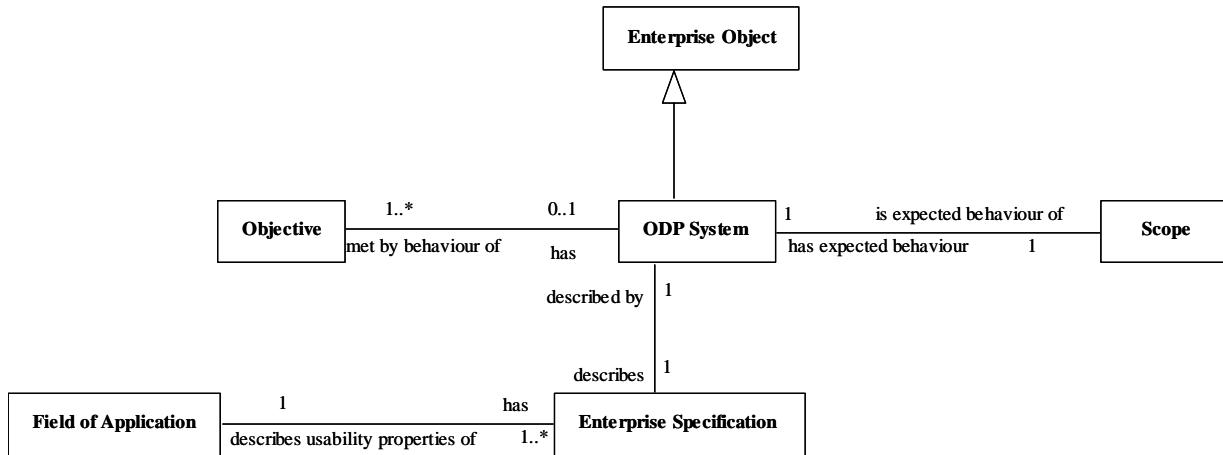 Enterprise Object
1..*
0..1
1
is expected behaviour of
Objective
ODP System
Scope
met by behaviour of
has
has expected behaviour
1
described by
1
describes
1
1
has
Field of Application
Enterprise Specification
describes usability properties of
1..*